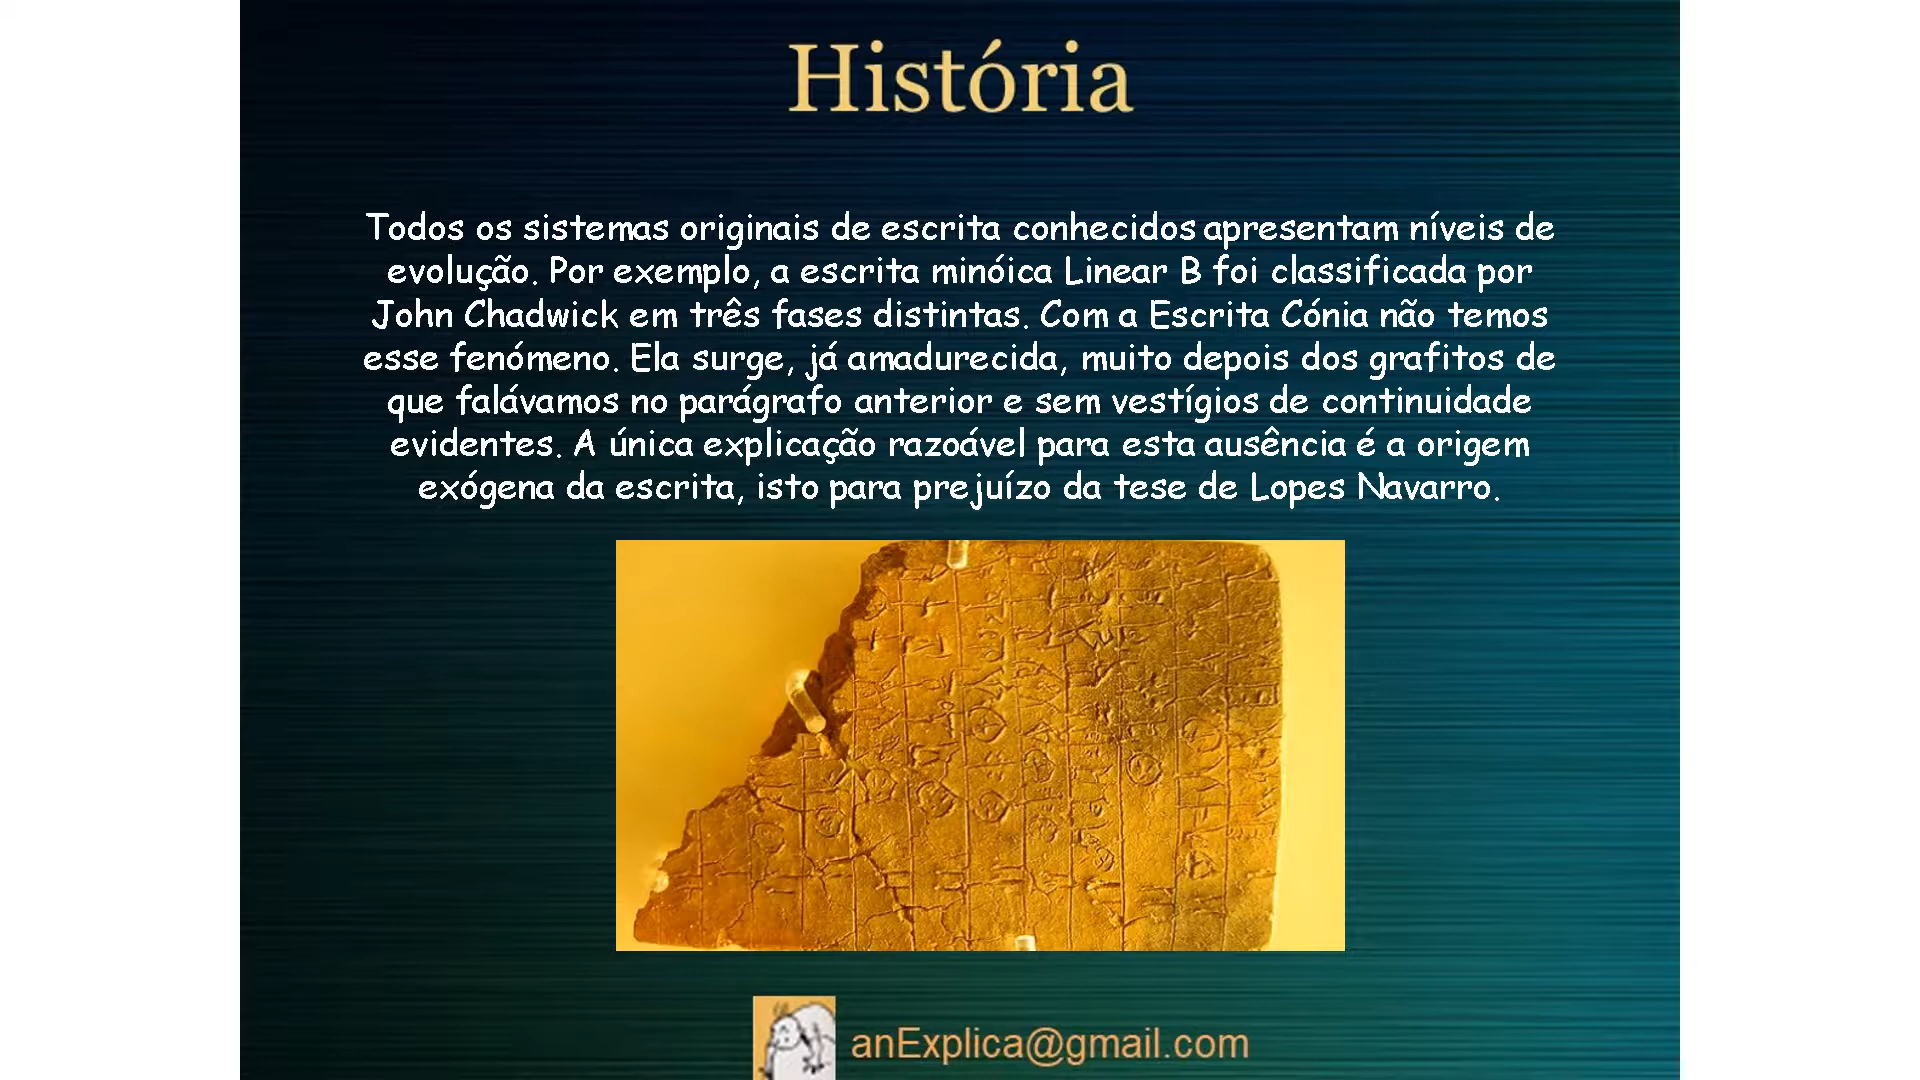 História
Todos os sistemas originais de escrita conhecidos apresentam níveis de
evolução. Por exemplo, a escrita minóica Linear B foi classificada por
John Chadwick em três fases distintas. Com a Escrita Cónia não temos
esse fenómeno. Ela surge, já amadurecida, muito depois dos grafitos de
que falávamos no parágrafo anterior e sem vestígios de continuidade
evidentes. A única explicação razoável para esta ausência é a origem
exógena da escrita, isto para prejuízo da tese de Lopes Navarro.
anExplica@gmail.com